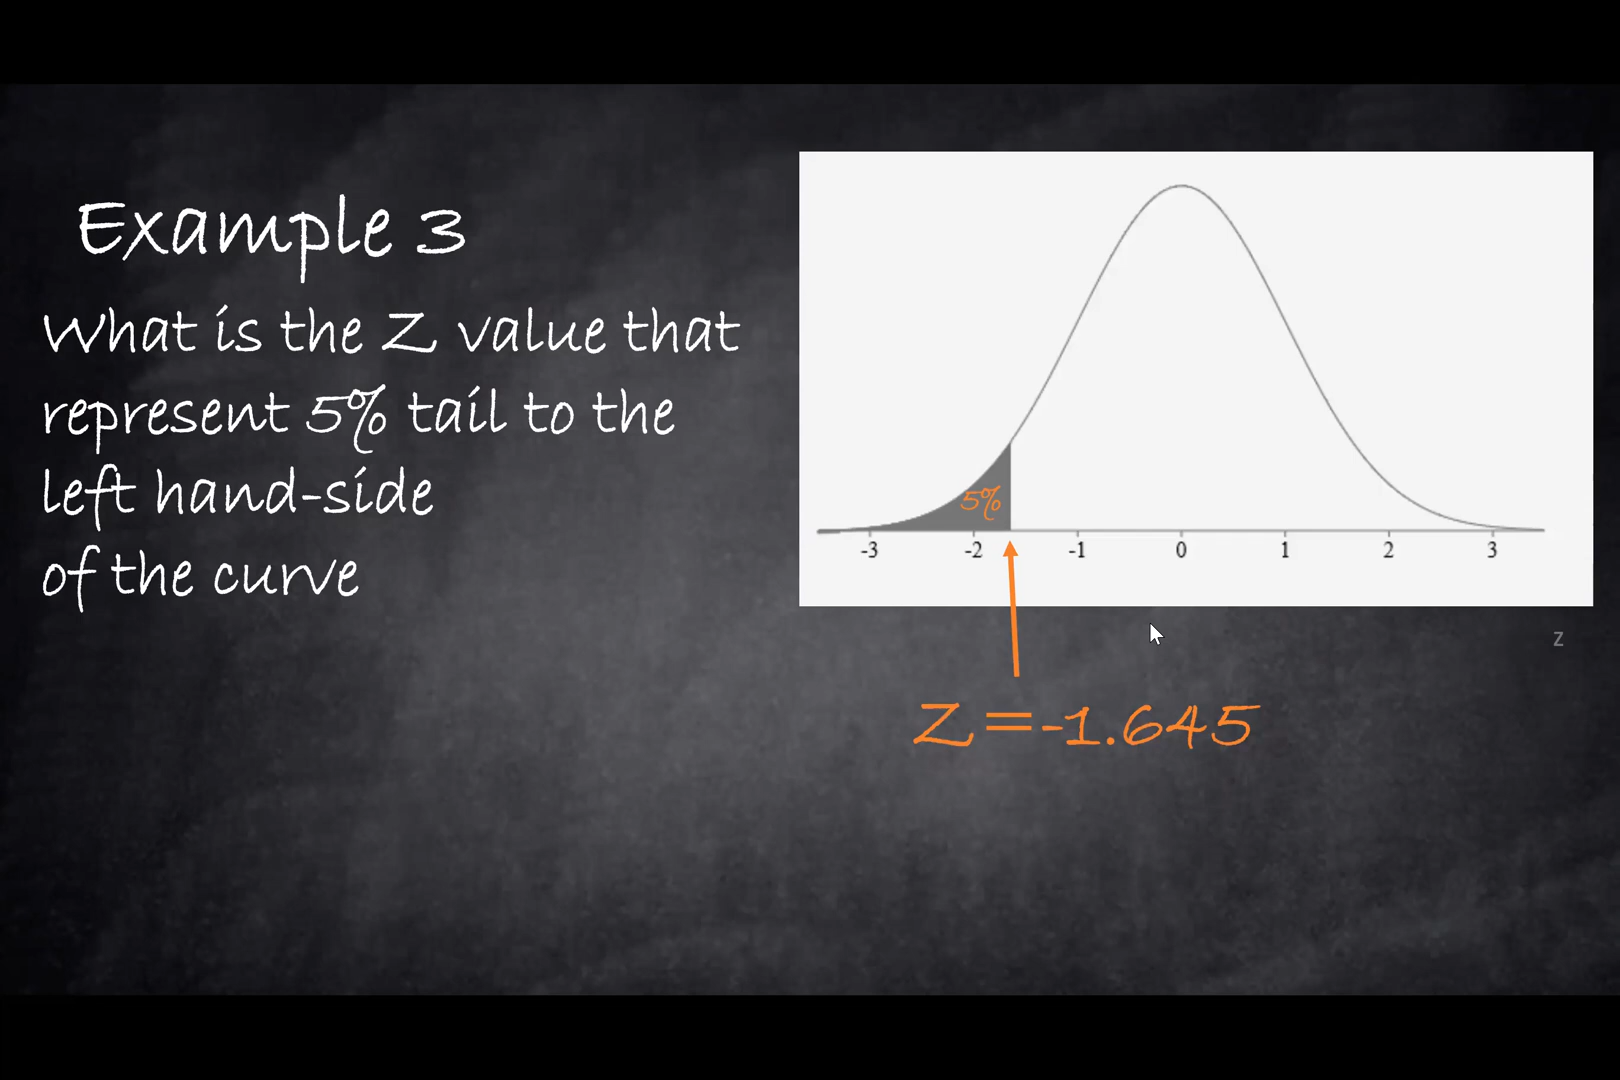 Example 3
What is the Z value that
represent 5% tail to the
left hand-side
of the curve
5%
-3 -2 -1 0 1 2 3
z
Z=-1.645